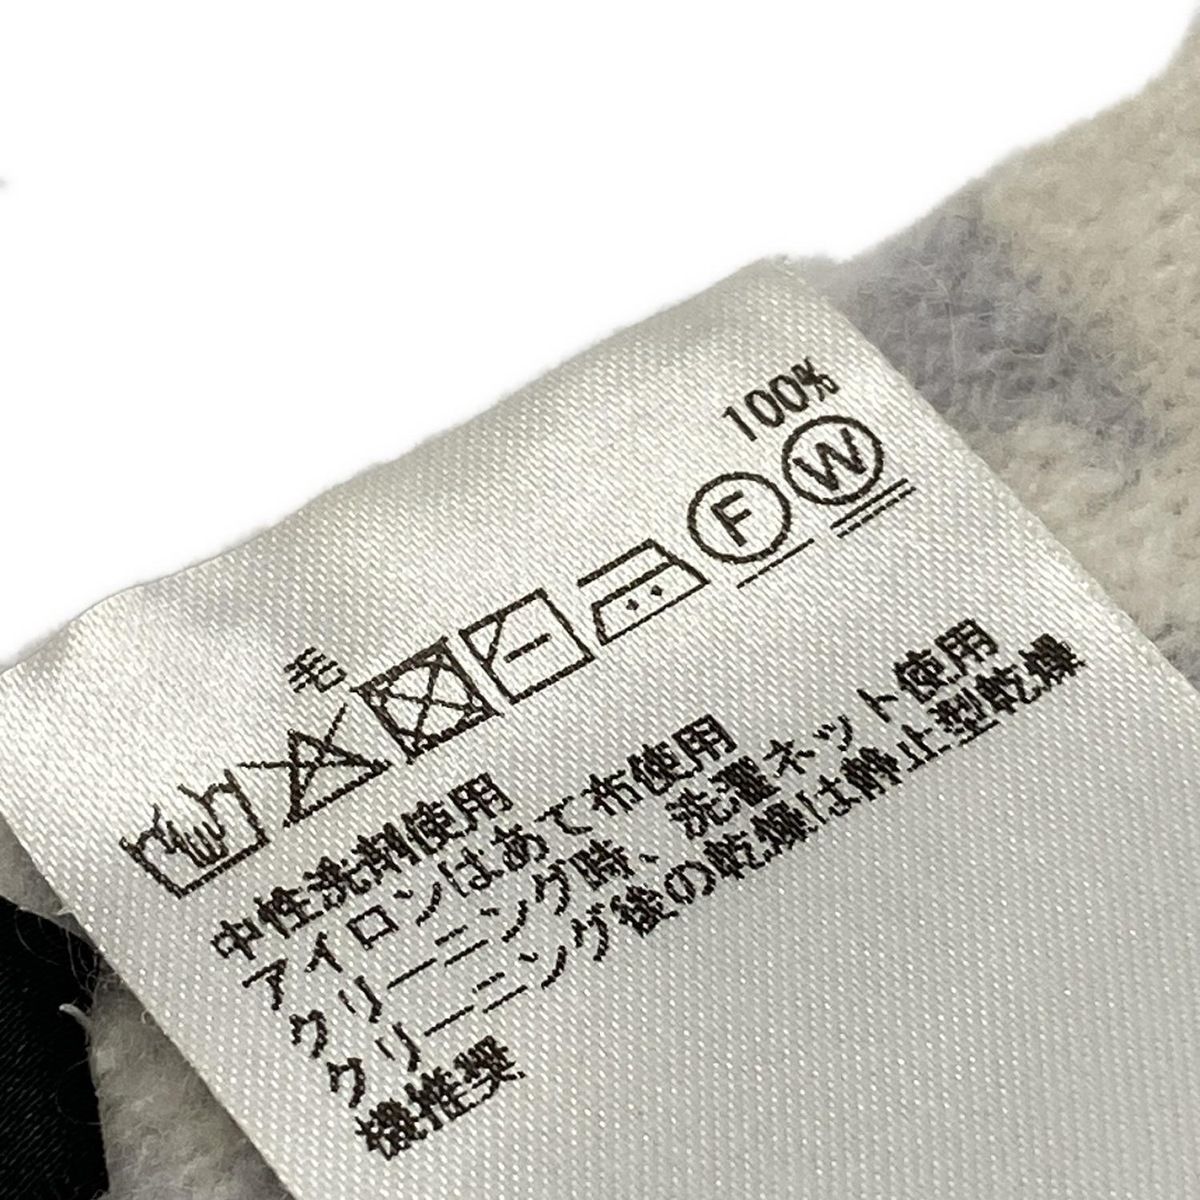 毛 100%
F W
中性洗剤使用
アイロンはあて布使用
クリーニング時、洗濯ネット使用
クリーニング後の乾燥は静止型乾燥
機推奨